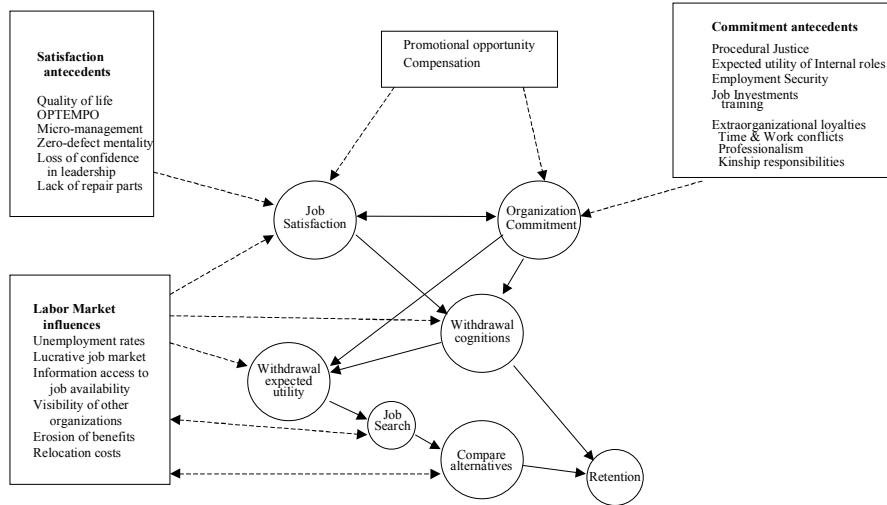 Satisfaction
antecedents
Quality of life
OPTEMPO
Micro-management
Zero-defect mentality
Loss of confidence
in leadership
Lack of repair parts
Promotional opportunity
Compensation
Commitment antecedents
Procedural Justice
Expected utility of Internal roles
Employment Security
Job Investments
training
Extraorganizational loyalties
Time & Work conflicts
Professionalism
Kinship responsibilities
Job
Satisfaction
Organization
Commitment
Labor Market
influences
Unemployment rates
Lucrative job market
Information access to
job availability
Visibility of other
organizations
Erosion of benefits
Relocation costs
Withdrawal
cognitions
Withdrawal
expected
utility
Job
Search
Compare
alternatives
Retention